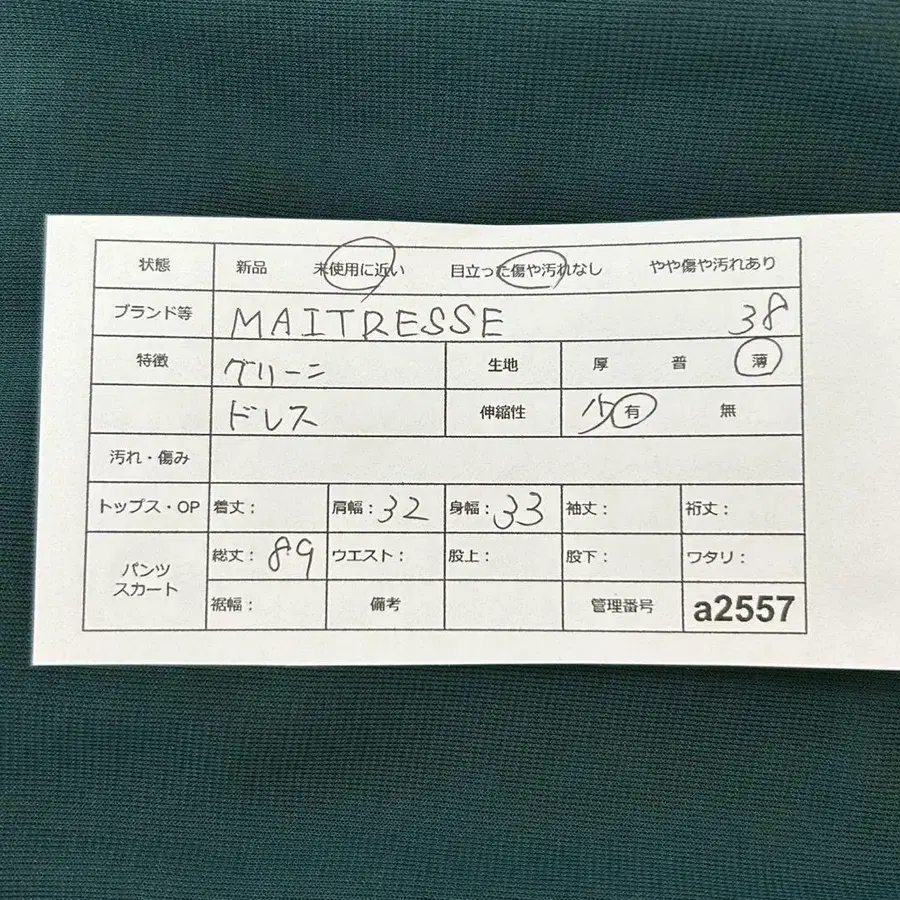 状態 新品 未使用に近い 目立った傷や汚れなし やや傷や汚れあり
ブランド等 MAITRESSE 38
特徴 グリーン 生地 厚 普 薄
ドレス 伸縮性 少 有 無
汚れ・傷み
トップス・OP 着丈： 肩幅：32 身幅：33 袖丈： 裄丈：
パンツ スカート 総丈：89 ウエスト： 股上： 股下： ワタリ：
裾幅： 備考 管理番号 a2557